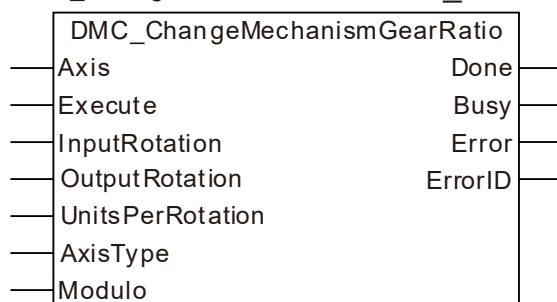 DMC_ChangeMechanismGearRatio
Axis Done
Execute Busy
InputRotation Error
OutputRotation ErrorID
UnitsPerRotation
AxisType
Modulo